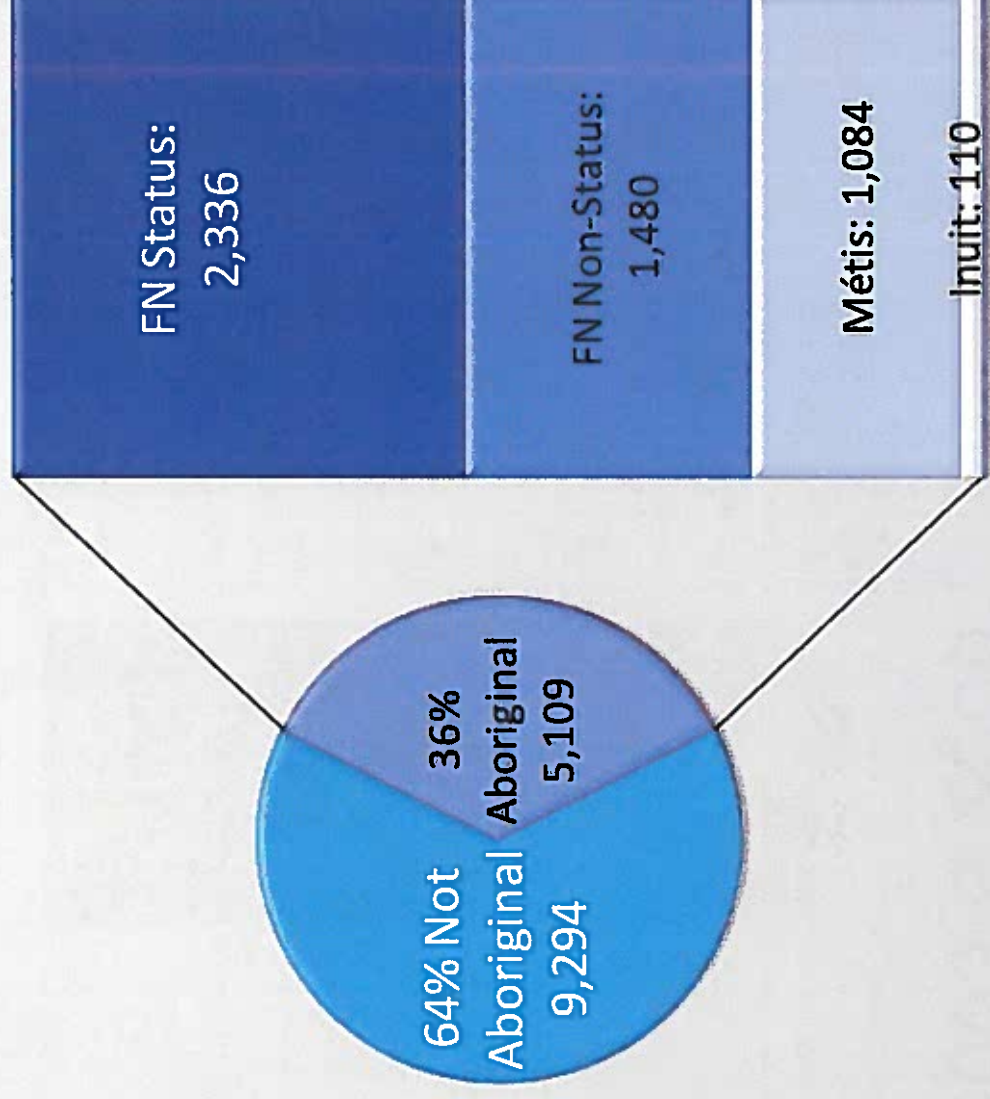 64% Not
Aboriginal
9,294
36%
Aboriginal
5,109
FN Status:
2,336
FN Non-Status:
1,480
Métis: 1,084
Inuit: 110